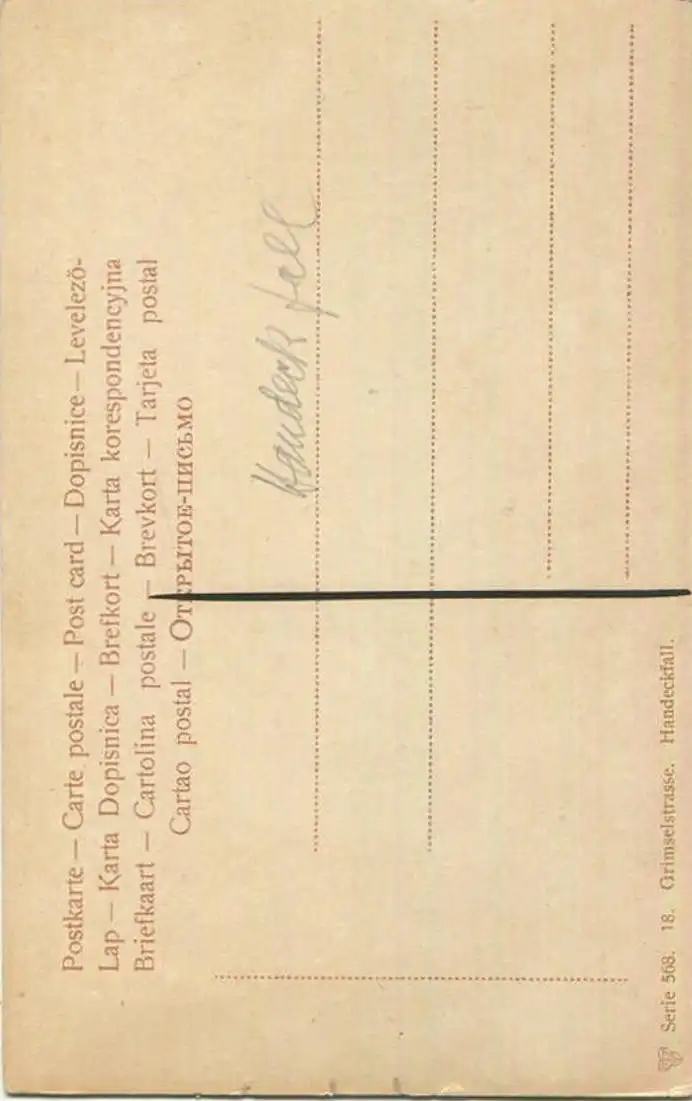 Postkarte — Carte postale — Post card — Dopisnice — Levelező-
Lap — Karta Dopisnica — Brefkort — Karta korespondencyjna
Briefkaart — Cartolina postale — Brevkort — Tarjeta postal
Cartao postal — Открытое-письмо
Handeck fall
Serie 568. 18. Grimselstrasse. Handeckfall.